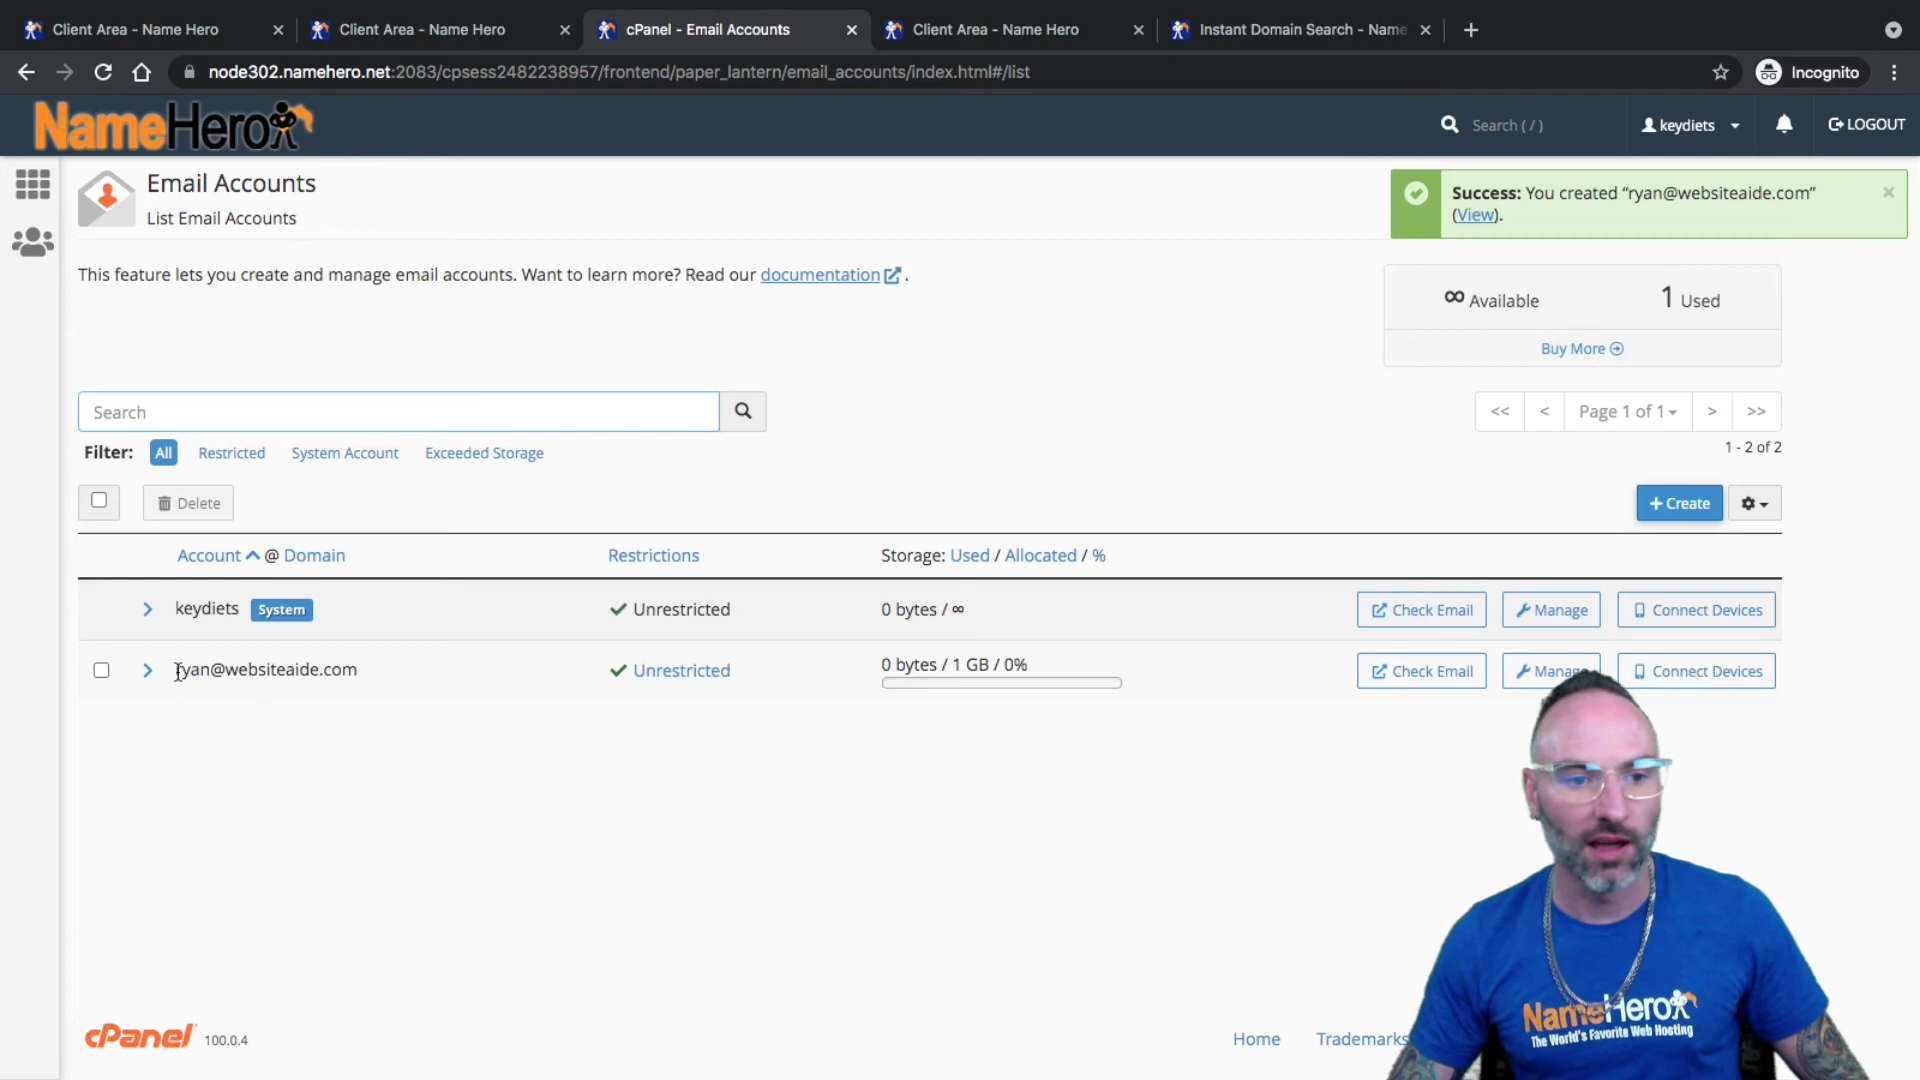 Client Area - Name Hero
Client Area - Name Hero
cPanel - Email Accounts
Client Area - Name Hero
Instant Domain Search - Name
node302.namehero.net:2083/cpsess2482238957/frontend/paper_lantern/email_accounts/index.html#/list
Incognito
NameHero
Search ( / )
keydiets
LOGOUT
Email Accounts
List Email Accounts
Success: You created “ryan@websiteaide.com”
(View).
This feature lets you create and manage email accounts. Want to learn more? Read our documentation .
∞ Available
1 Used
Buy More
Search
<< < Page 1 of 1 > >>
Filter: All Restricted System Account Exceeded Storage
1 - 2 of 2
Delete
+ Create
Account @ Domain
Restrictions
Storage: Used / Allocated / %
keydiets System
Unrestricted
0 bytes / ∞
Check Email
Manage
Connect Devices
ryan@websiteaide.com
Unrestricted
0 bytes / 1 GB / 0%
Check Email
Manage
Connect Devices
NameHero
The World's Favorite Web Hosting
cPanel 100.0.4
Home
Trademarks